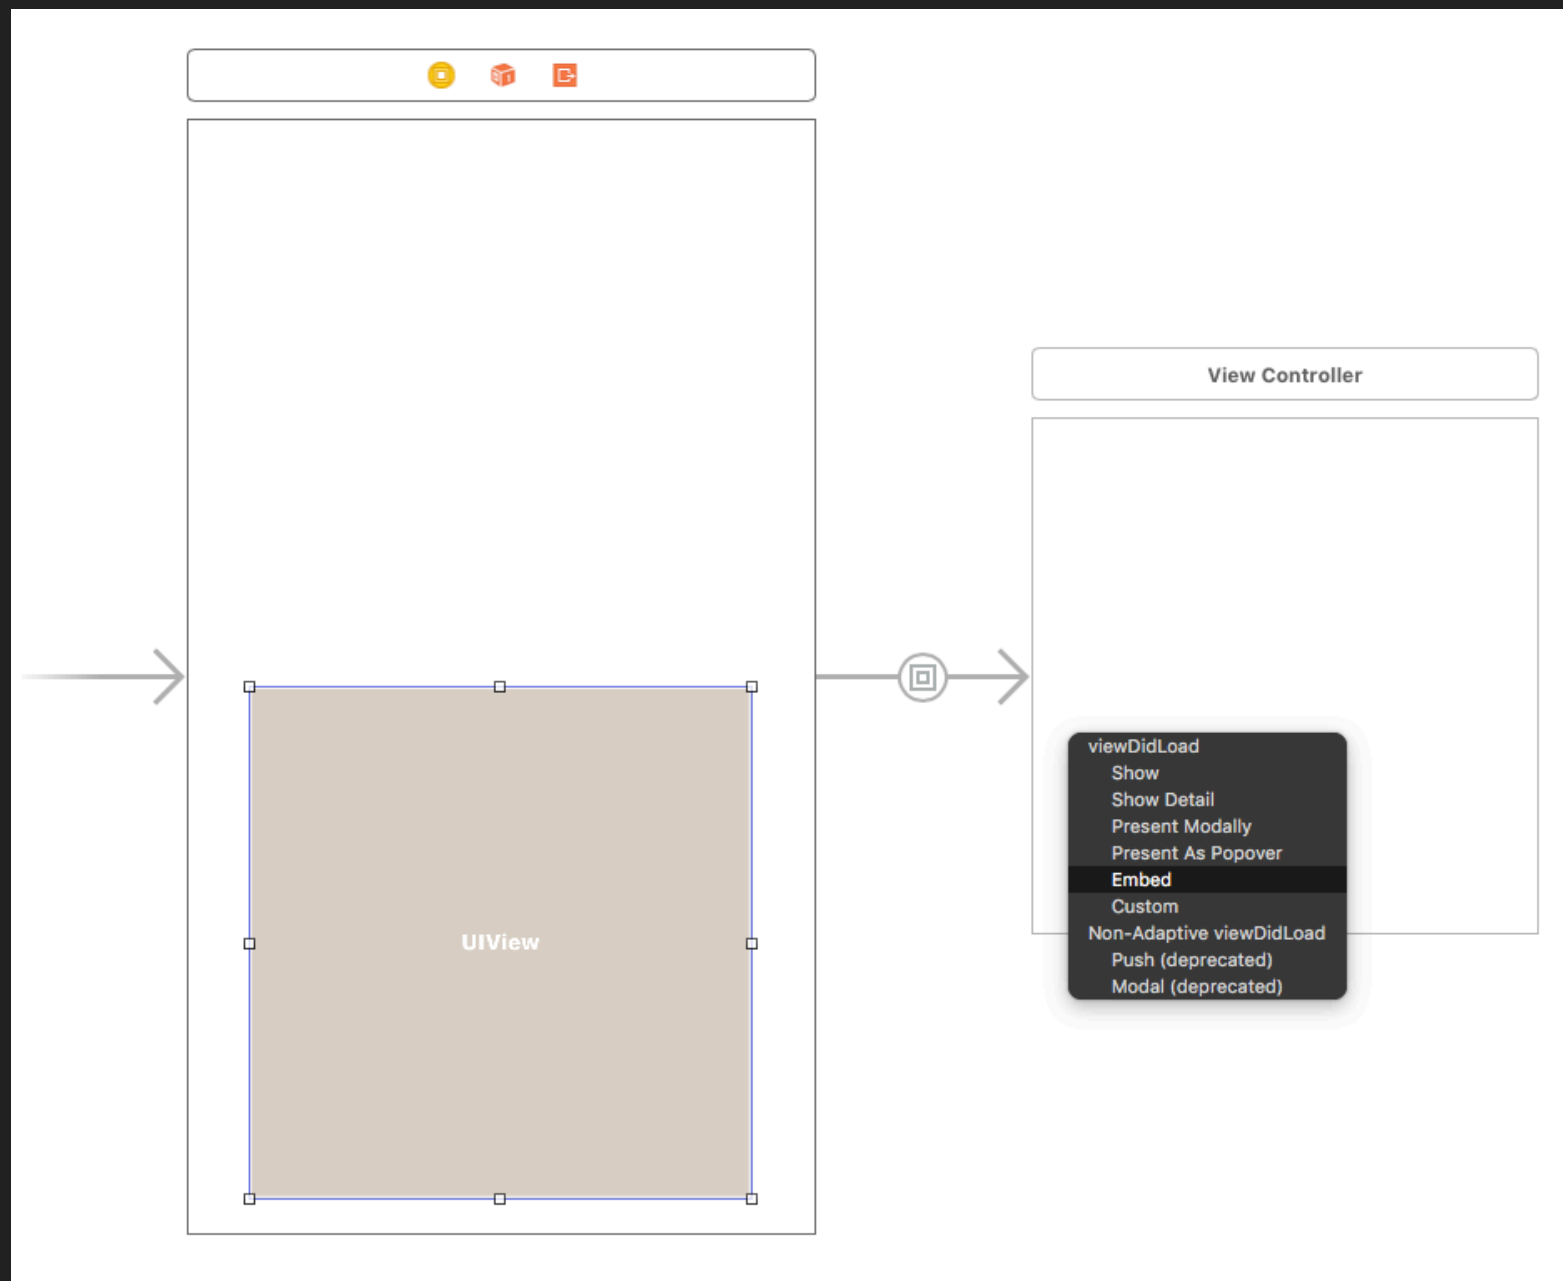 View Controller
viewDidLoad
Show
Show Detail
Present Modally
Present As Popover
Embed
Custom
Non-Adaptive viewDidLoad
Push (deprecated)
Modal (deprecated)
UIView